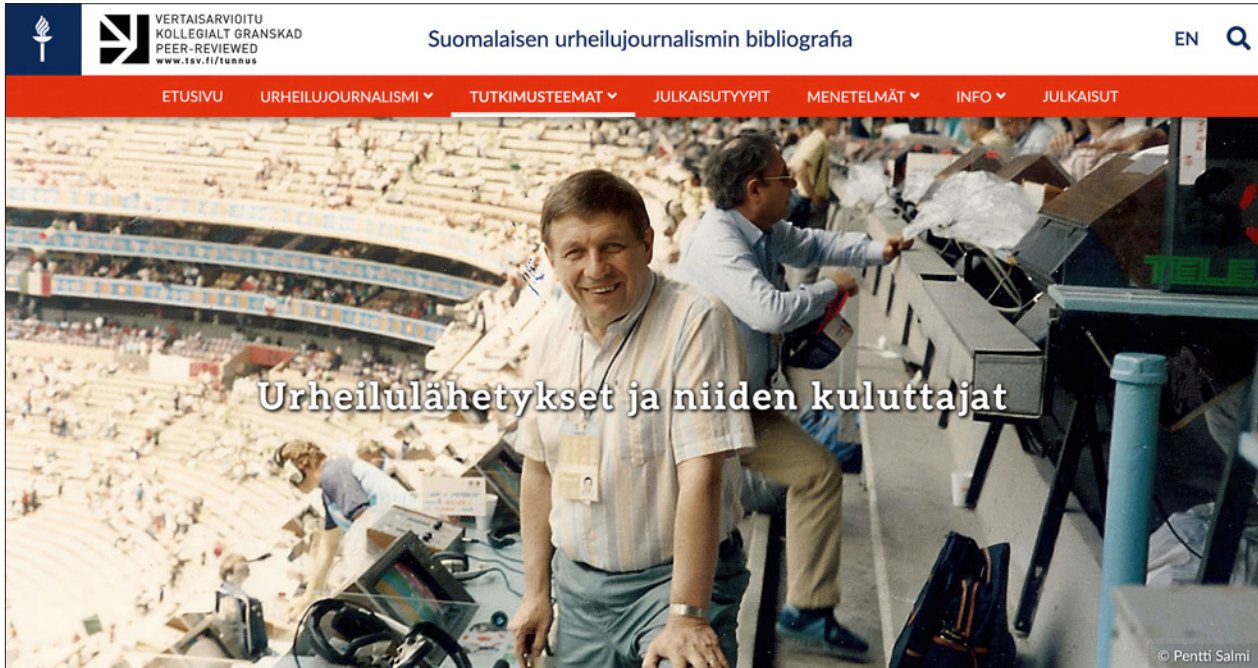 VERTAISARVIOITU
KOLLEGIALT GRANSKAD
PEER-REVIEWED
www.tsv.fi/tunnus
Suomalaisen urheilujournalismin bibliografia
EN
ETUSIVU URHEILUJOURNALISMI TUTKIMUSTEEMAT JULKAISUTYYPIT MENETELMÄT INFO JULKAISUT
TELE
Urheilulähetykset ja niiden kuluttajat
© Pentti Salmi